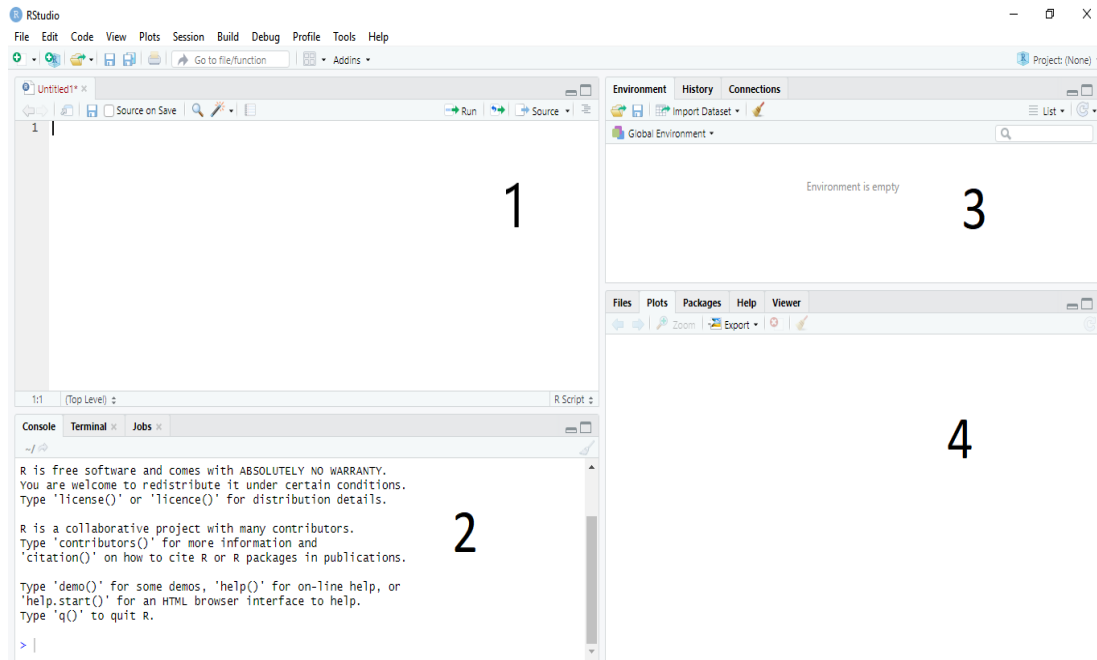 RStudio
File Edit Code View Plots Session Build Debug Profile Tools Help
Go to file/function Addins Project: (None)
Untitled1*
Source on Save Run Source
1
1
1:1 (Top Level) R Script
Console Terminal Jobs
~/
R is free software and comes with ABSOLUTELY NO WARRANTY.
You are welcome to redistribute it under certain conditions.
Type 'license()' or 'licence()' for distribution details.
R is a collaborative project with many contributors.
Type 'contributors()' for more information and
'citation()' on how to cite R or R packages in publications.
Type 'demo()' for some demos, 'help()' for on-line help, or
'help.start()' for an HTML browser interface to help.
Type 'q()' to quit R.
>
2
Environment History Connections
Import Dataset List
Global Environment
Environment is empty
3
Files Plots Packages Help Viewer
Zoom Export
4